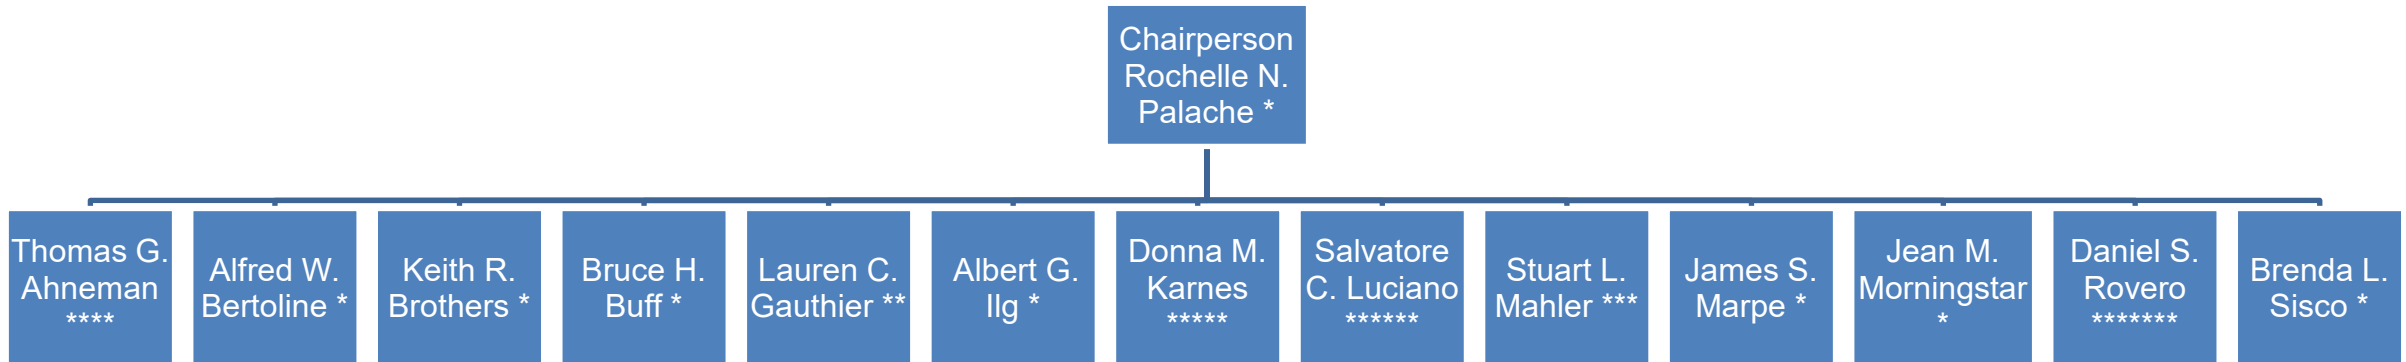 Chairperson
Rochelle N.
Palache *
Thomas G.
Ahneman
****
Alfred W.
Bertoline *
Keith R.
Brothers *
Bruce H.
Buff *
Lauren C.
Gauthier **
Albert G.
Ilg *
Donna M.
Karnes
*****
Salvatore
C. Luciano
******
Stuart L.
Mahler ***
James S.
Marpe *
Jean M.
Morningstar
*
Daniel S.
Rovero
*******
Brenda L.
Sisco *